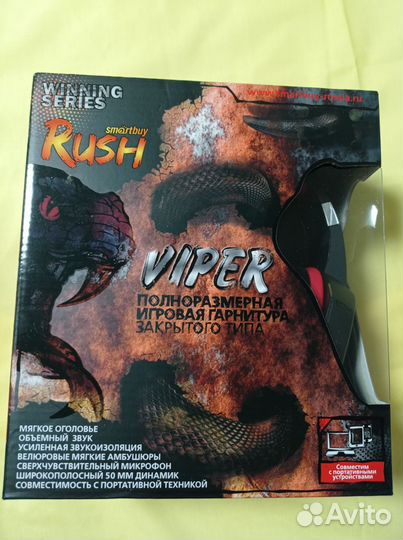 WINNING
SERIES
smartbuy
RUSH
VIPER
ПОЛНОРАЗМЕРНАЯ
ИГРОВАЯ ГАРНИТУРА
ЗАКРЫТОГО ТИПА
МЯГКОЕ ОГОЛОВЬЕ
ОБЪЕМНЫЙ ЗВУК
УСИЛЕННАЯ ЗВУКОИЗОЛЯЦИЯ
ВЕЛЮРОВЫЕ МЯГКИЕ АМБУШЮРЫ
СВЕРХЧУВСТВИТЕЛЬНЫЙ МИКРОФОН
ШИРОКОПОЛОСНЫЙ 50 ММ ДИНАМИК
СОВМЕСТИМОСТЬ С ПОРТАТИВНОЙ ТЕХНИКОЙ
Совместим
с портативными
устройствами
Avito